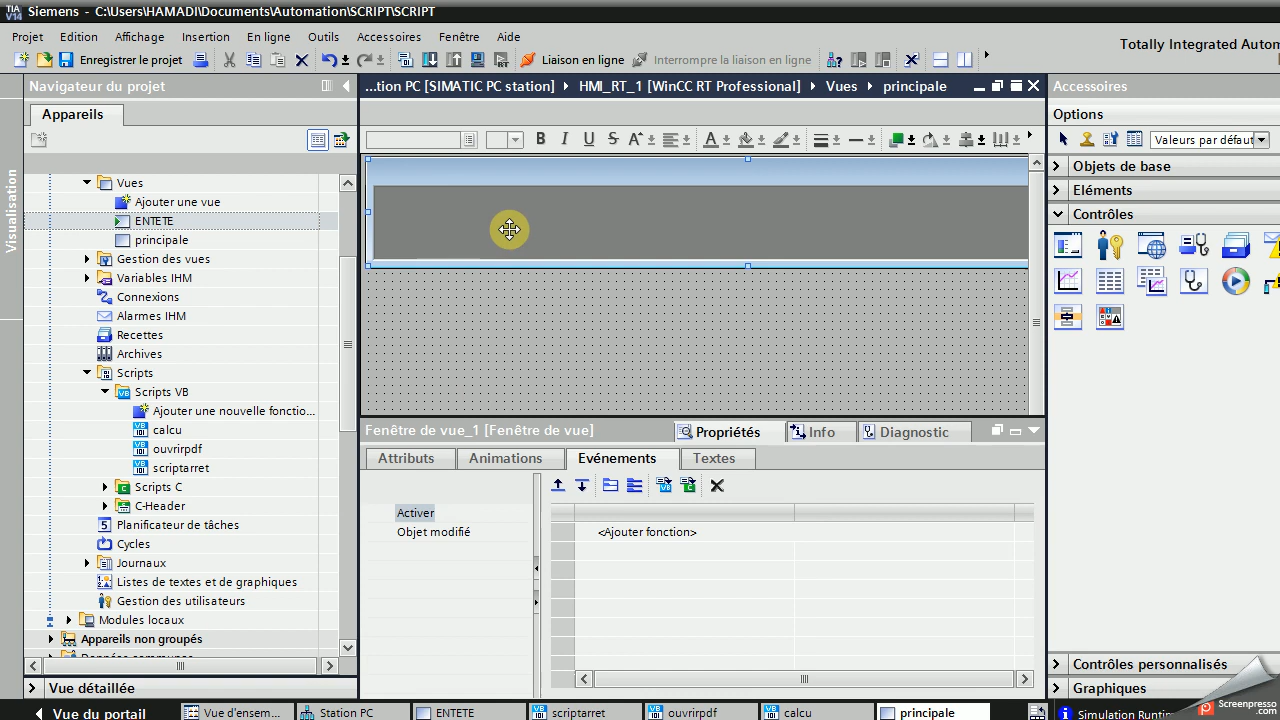 TIA V14 Siemens - C:\Users\HAMADI\Documents\Automation\SCRIPT\SCRIPT
Projet Edition Affichage Insertion En ligne Outils Accessoires Fenêtre Aide
Totally Integrated Autom
Enregistrer le projet Liaison en ligne Interrompre la liaison en ligne
Navigateur du projet
...tion PC [SIMATIC PC station] HMI_RT_1 [WinCC RT Professional] Vues principale
Accessoires
Appareils
Options
B I U S A A
Valeurs par défaut
Visualisation
Vues
Ajouter une vue
ENTETE
principale
Gestion des vues
Variables IHM
Connexions
Alarmes IHM
Recettes
Archives
Scripts
Scripts VB
Ajouter une nouvelle fonctio...
calcu
ouvrirpdf
scriptarret
Scripts C
C-Header
Planificateur de tâches
Cycles
Journaux
Listes de textes et de graphiques
Gestion des utilisateurs
Modules locaux
Appareils non groupés
Vue détaillée
Objets de base
Eléments
Contrôles
Fenêtre de vue_1 [Fenêtre de vue]
Propriétés Info Diagnostic
Attributs Animations Evénements Textes
Activer
Objet modifié
<Ajouter fonction>
Contrôles personnalisés
Graphiques
Vue du portail Vue d'ensem... Station PC ENTETE scriptarret ouvrirpdf calcu principale
Simulation Runtim
Screenpresso